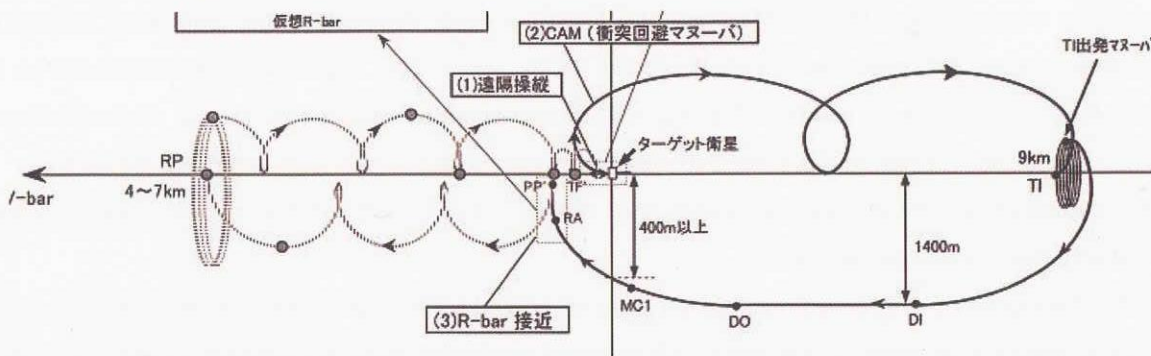 仮想R-bar
(2)CAM(衝突回避マヌーバ)
TI出発マヌーバ
(1)遠隔操縦
ターゲット衛星
RP
9km
/-bar
4～7km
PP
TF
TI
RA
400m以上
1400m
(3)R-bar 接近
MC1
DO
DI